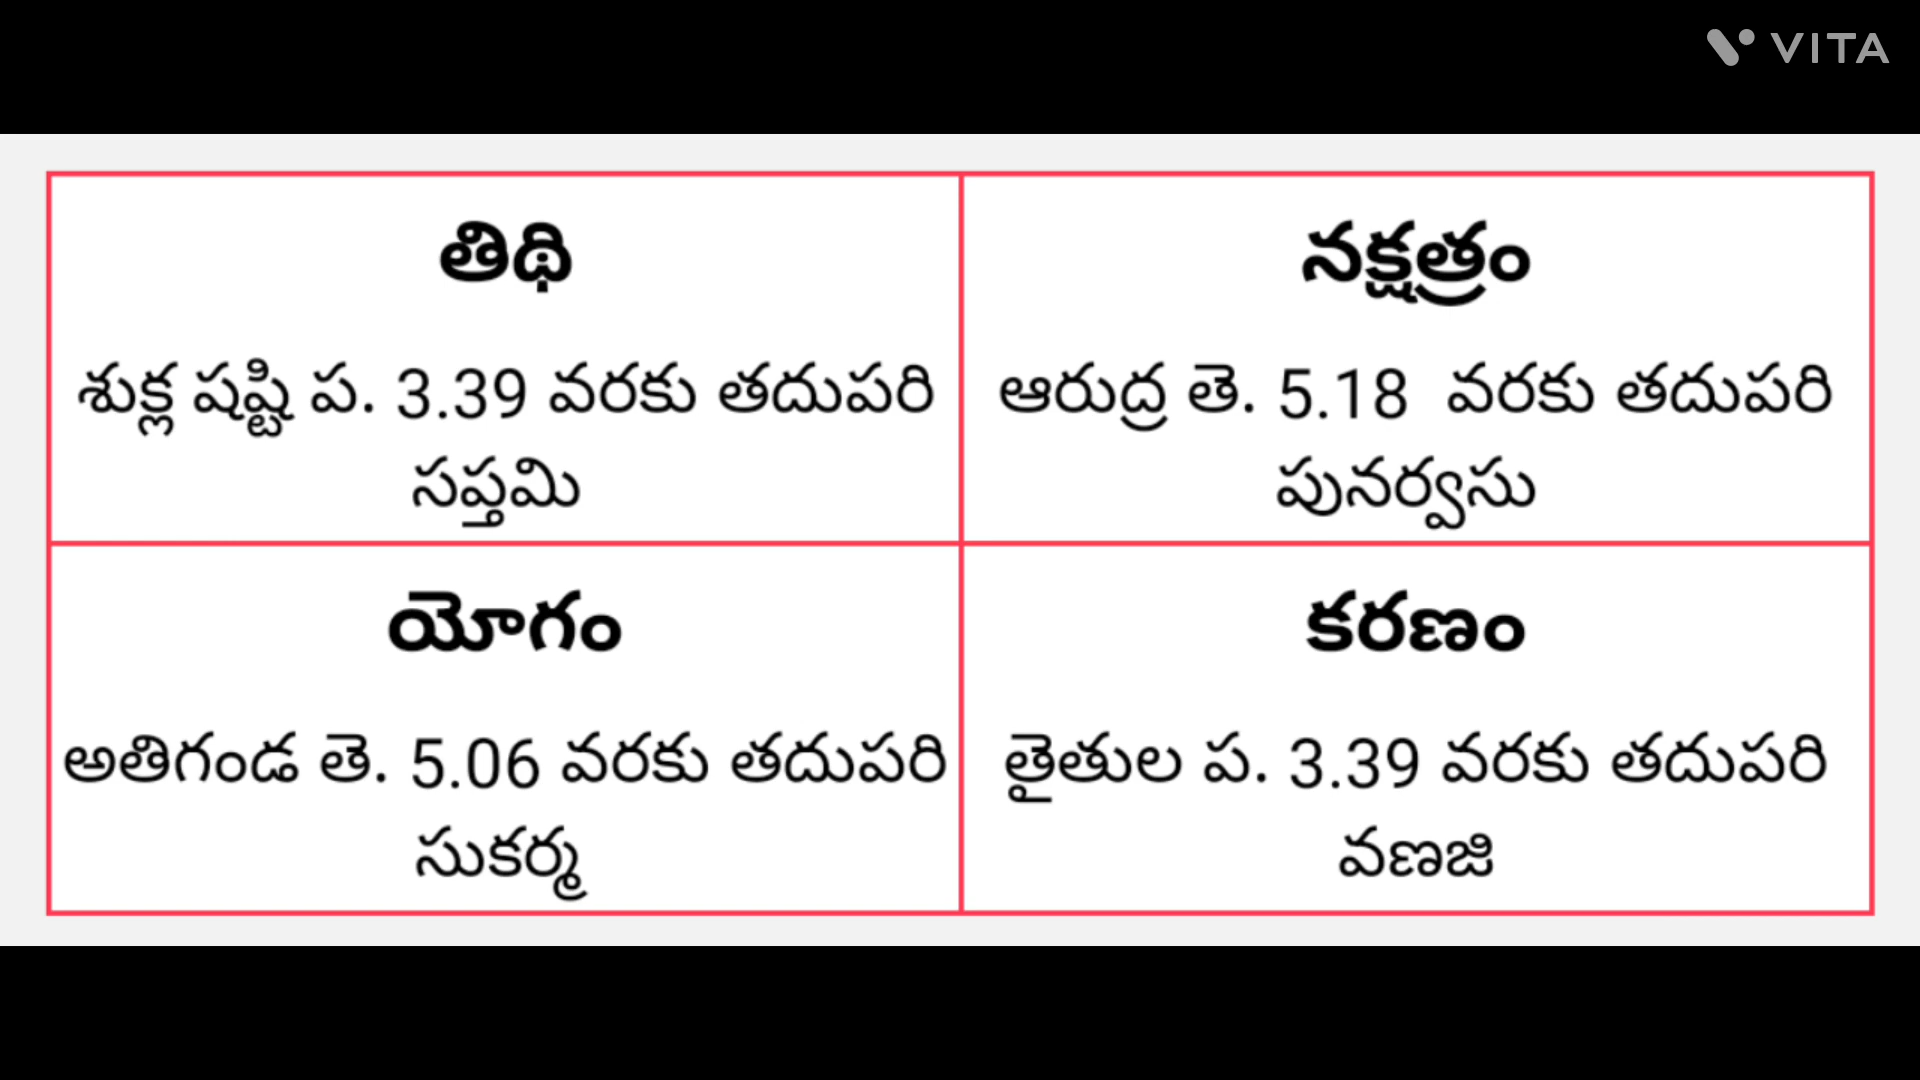 VITA
తిథి
శుక్ల షష్టి ప. 3.39 వరకు తదుపరి
సప్తమి
నక్షత్రం
ఆరుద్ర తె. 5.18 వరకు తదుపరి
పునర్వసు
యోగం
అతిగండ తె. 5.06 వరకు తదుపరి
సుకర్మ
కరణం
తైతుల ప. 3.39 వరకు తదుపరి
వణజి